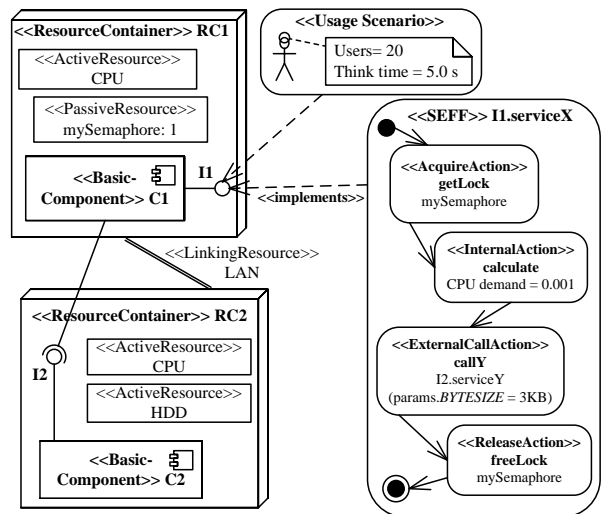 <<ResourceContainer>> RC1
<<ActiveResource>>
CPU
<<PassiveResource>>
mySemaphore: 1
<<Basic-
Component>> C1
I1
<<LinkingResource>>
LAN
<<ResourceContainer>> RC2
<<ActiveResource>>
CPU
<<ActiveResource>>
HDD
I2
<<Basic-
Component>> C2
<<Usage Scenario>>
Users= 20
Think time = 5.0 s
<<implements>>
<<SEFF>> I1.serviceX
<<AcquireAction>>
getLock
mySemaphore
<<InternalAction>>
calculate
CPU demand = 0.001
<<ExternalCallAction>>
callY
I2.serviceY
(params.BYTESIZE = 3KB)
<<ReleaseAction>>
freeLock
mySemaphore